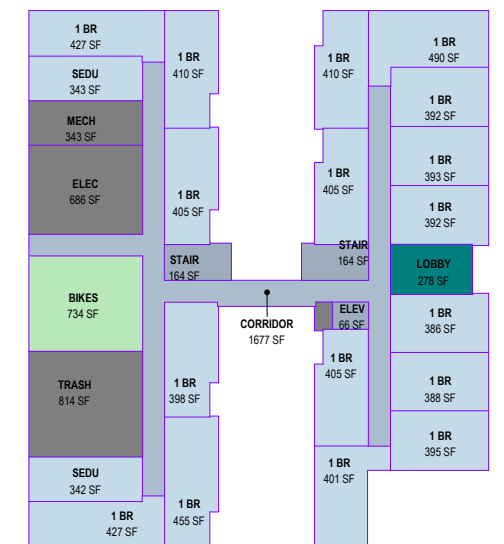 1 BR
427 SF
SEDU
343 SF
MECH
343 SF
ELEC
686 SF
BIKES
734 SF
TRASH
814 SF
SEDU
342 SF
1 BR
427 SF
1 BR
410 SF
1 BR
405 SF
STAIR
164 SF
1 BR
398 SF
1 BR
455 SF
CORRIDOR
1677 SF
1 BR
410 SF
1 BR
405 SF
STAIR
164 SF
ELEV
66 SF
1 BR
405 SF
1 BR
401 SF
1 BR
490 SF
1 BR
392 SF
1 BR
393 SF
1 BR
392 SF
LOBBY
278 SF
1 BR
386 SF
1 BR
388 SF
1 BR
395 SF